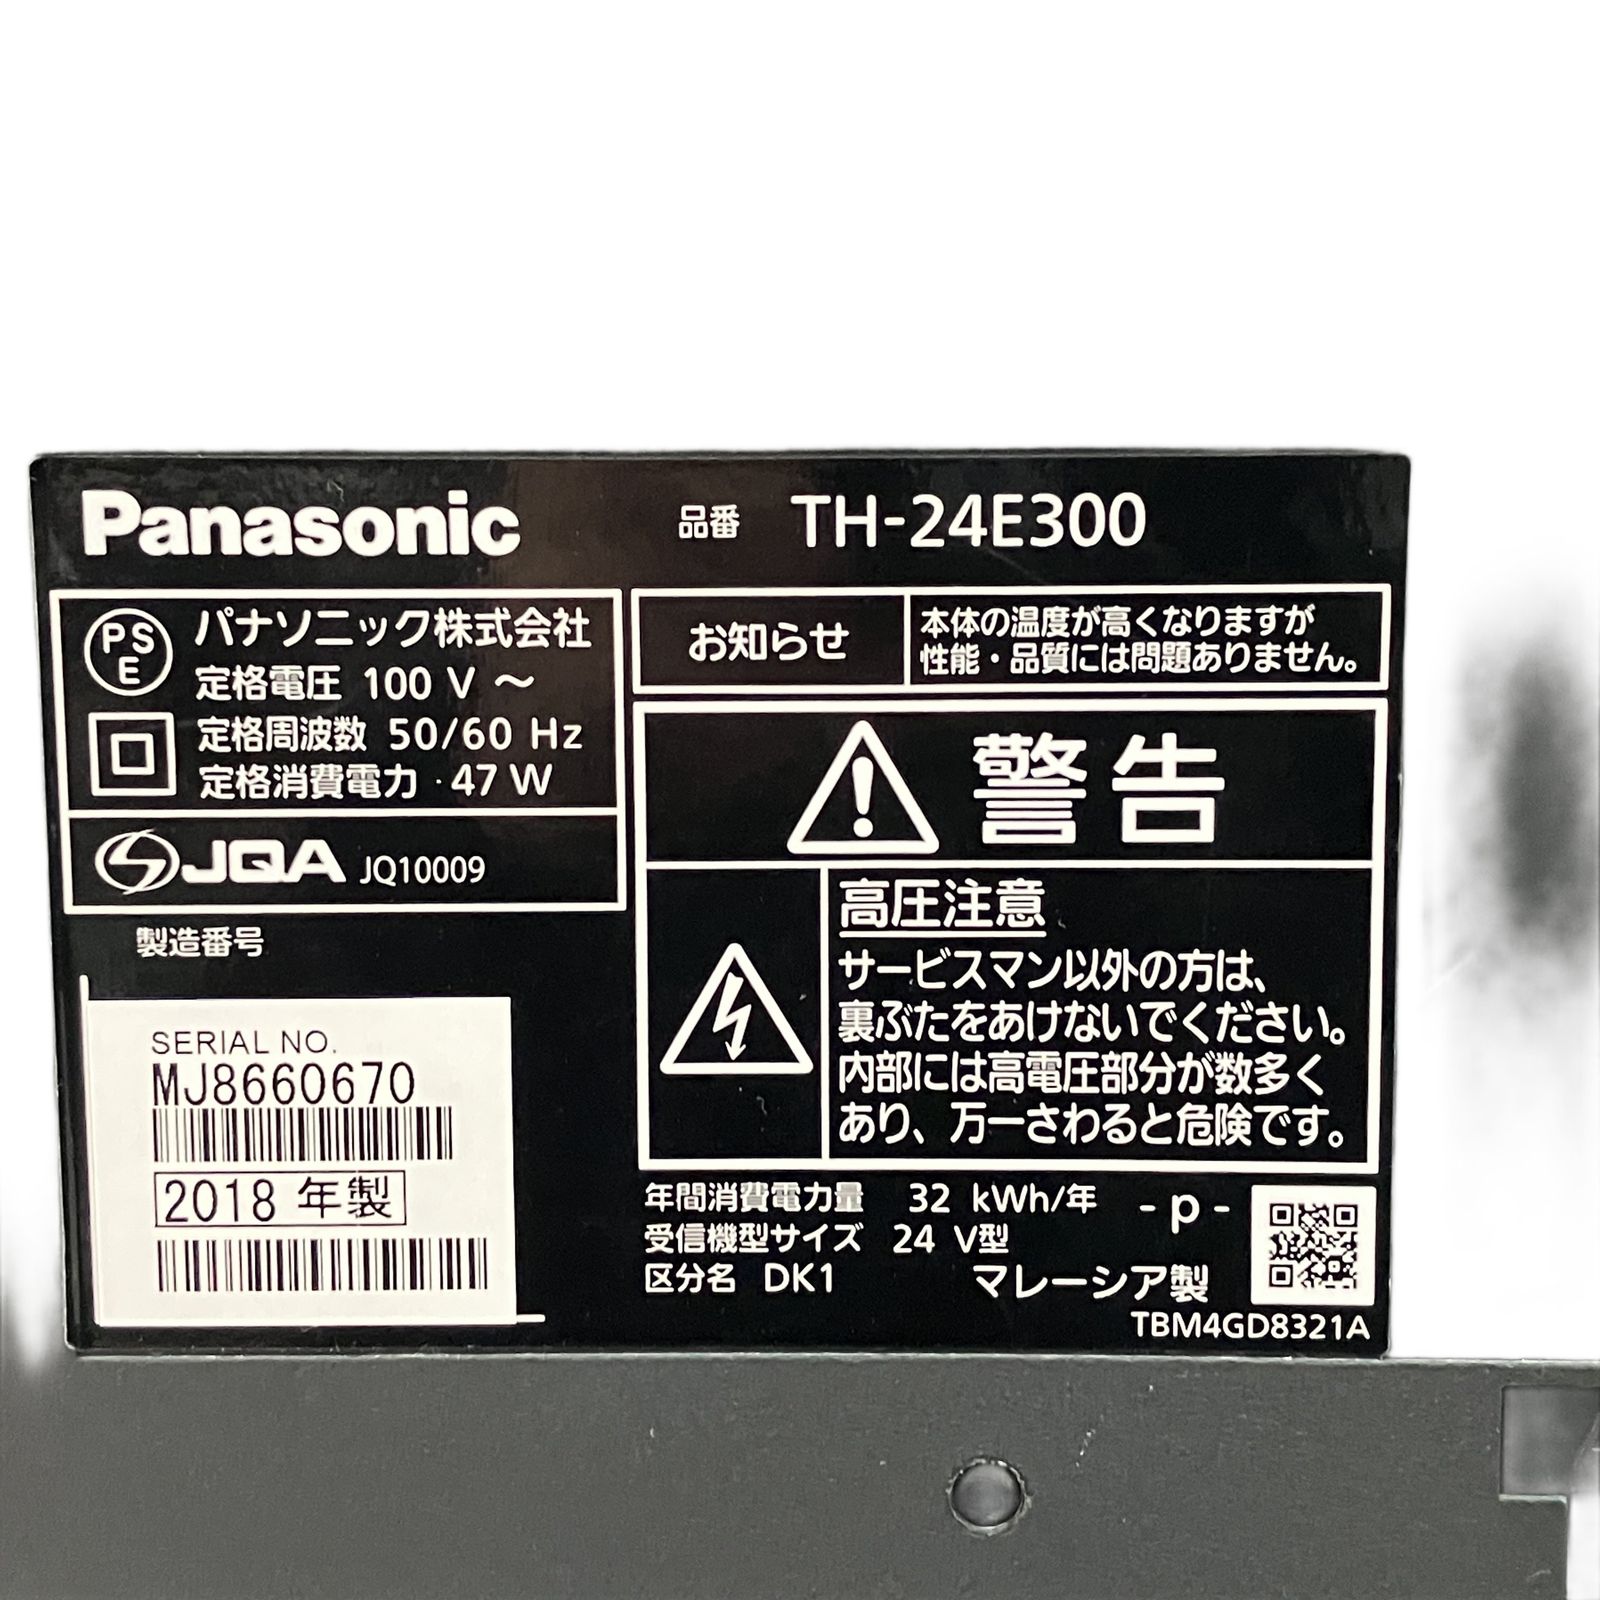 Panasonic
品番 TH-24E300
PS
E
パナソニック株式会社
定格電圧 100 V ～
定格周波数 50/60 Hz
定格消費電力 47 W
JQA JQ10009
製造番号
SERIAL NO.
MJ8660670
2018 年製
お知らせ
本体の温度が高くなりますが
性能・品質には問題ありません。
警告
高圧注意
サービスマン以外の方は、
裏ぶたをあけないでください。
内部には高電圧部分が数多く
あり、万一さわると危険です。
年間消費電力量 32 kWh/年
受信機型サイズ 24 V型
区分名 DK1
-p-
マレーシア製
TBM4GD8321A